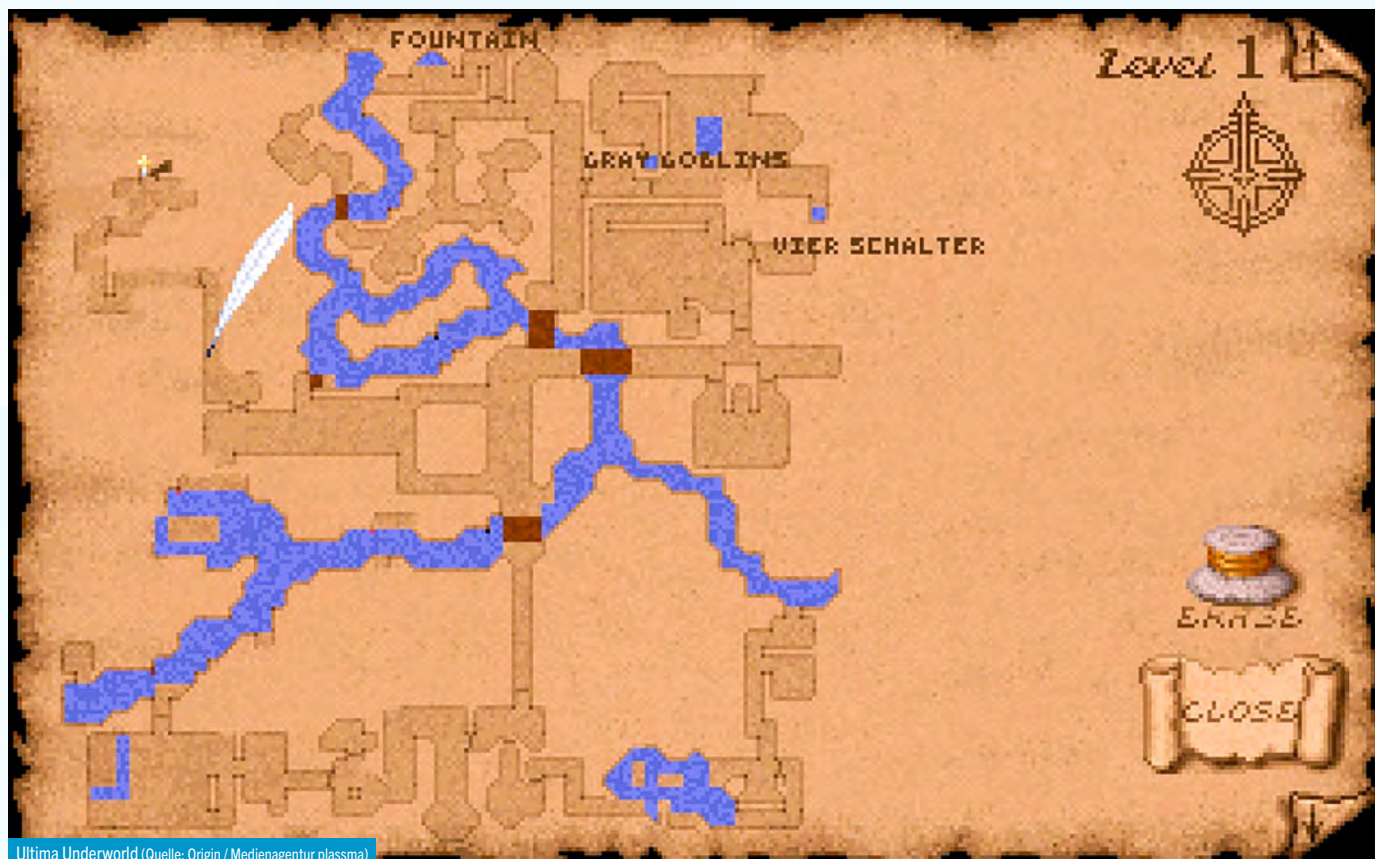 FOUNTAIN
Level 1
GRAY GOBLINS
VIER SCHALTER
ERASE
CLOSE
Ultima Underworld (Quelle: Origin / Medienagentur plassma)